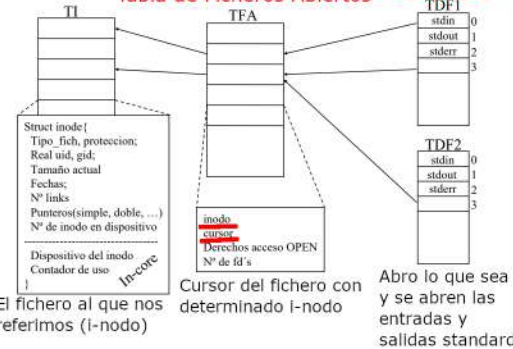 Tabla de Ficheros Abiertos
TI
TFA
TDF1
stdin 0
stdout 1
stderr 2
3
Struct inode{
Tipo_fich, proteccion;
Real uid, gid;
Tamaño actual
Fechas;
Nº links
Punteros(simple, doble, …)
Nº de inodo en dispositivo
Dispositivo del inodo
Contador de uso
}
In-core
TDF2
stdin 0
stdout 1
stderr 2
3
inodo
cursor
Derechos acceso OPEN
Nº de fd´s
El fichero al que nos
referimos (i-nodo)
Cursor del fichero con
determinado i-nodo
Abro lo que sea
y se abren las
entradas y
salidas standard